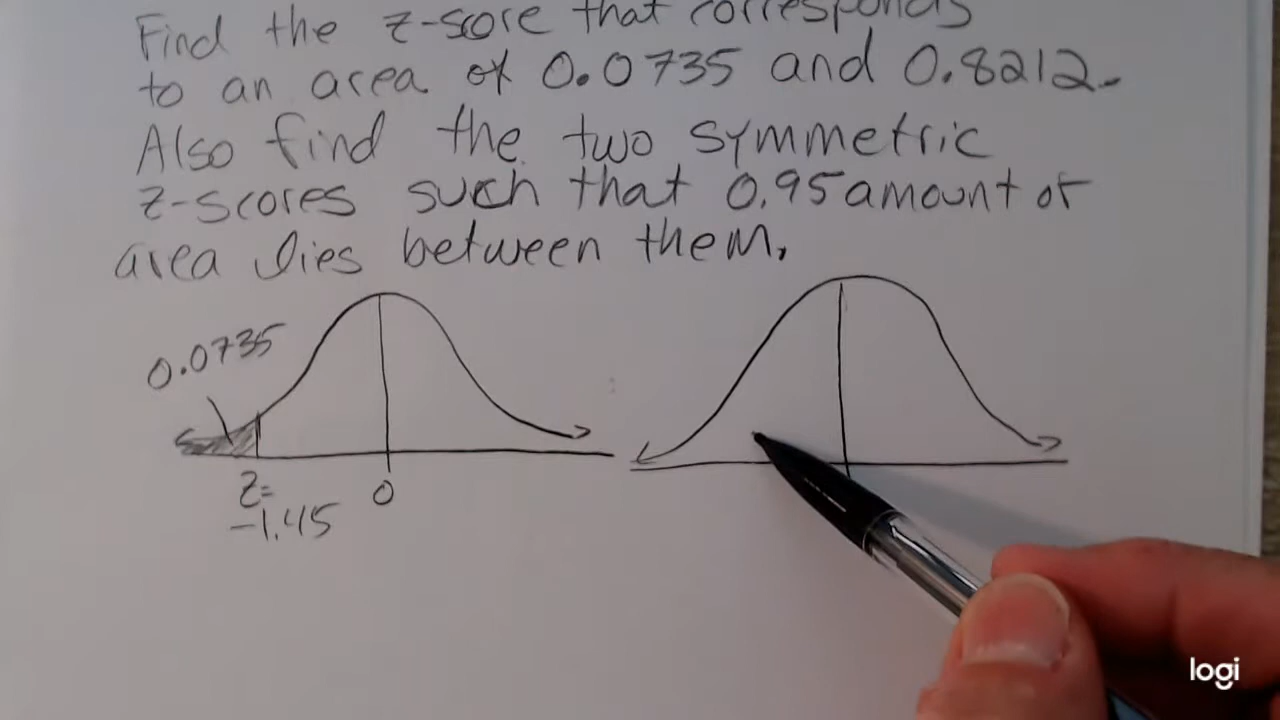 Find the z-score that corresponds
to an area of 0.0735 and 0.8212.
Also find the two symmetric
z-scores such that 0.95 amount of
area lies between them.
0.0735
z=
-1.45
0
logi